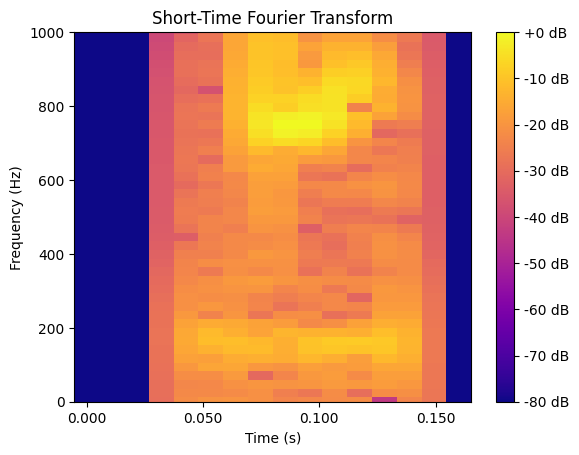 Short-Time Fourier Transform
1000
800
600
400
200
0
Frequency (Hz)
0.000
0.050
0.100
0.150
Time (s)
+0 dB
-10 dB
-20 dB
-30 dB
-40 dB
-50 dB
-60 dB
-70 dB
-80 dB